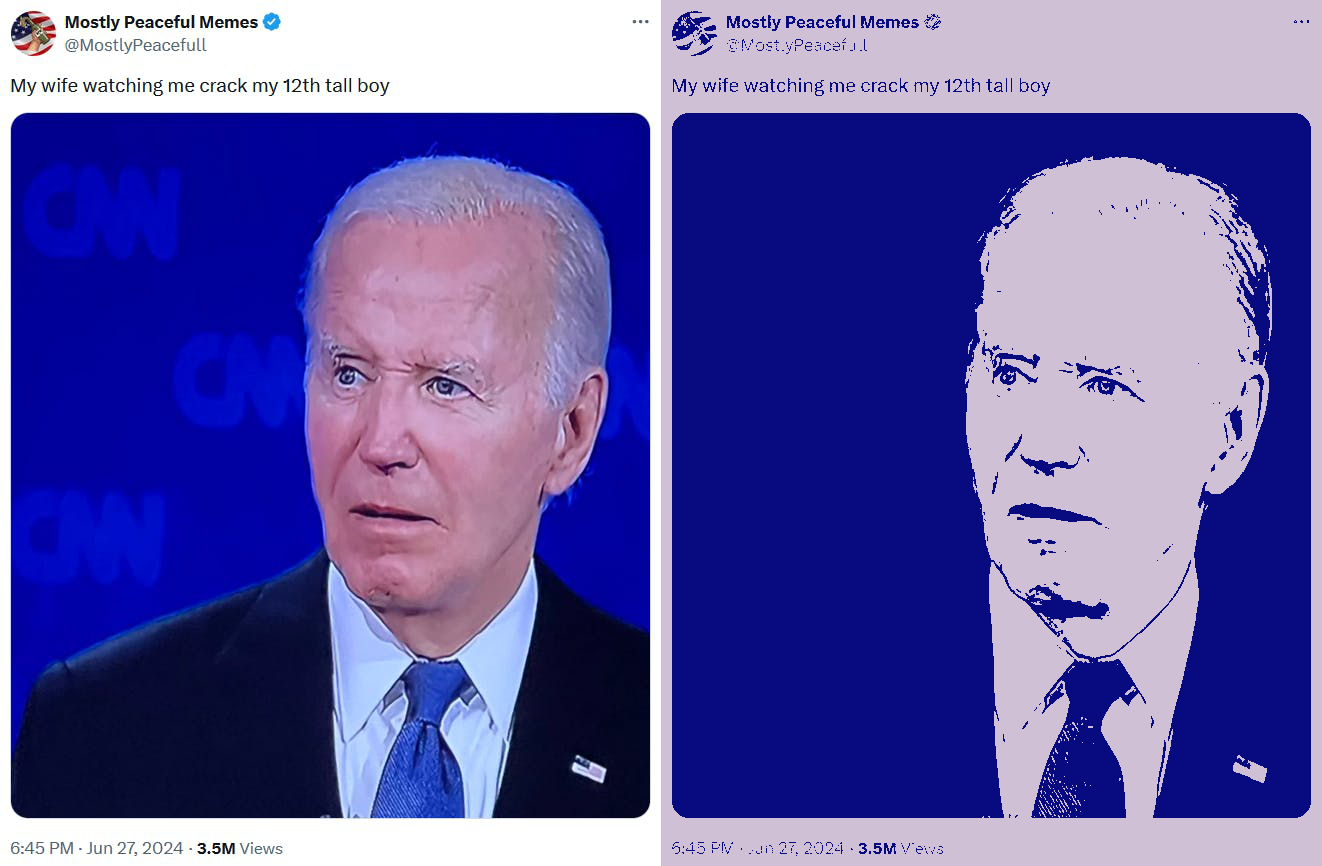 Mostly Peaceful Memes
@MostlyPeacefull
My wife watching me crack my 12th tall boy
CNN
CNN
CNN
6:45 PM · Jun 27, 2024 · 3.5M Views
Mostly Peaceful Memes
@MostlyPeacefull
My wife watching me crack my 12th tall boy
6:45 PM · Jun 27, 2024 · 3.5M Views